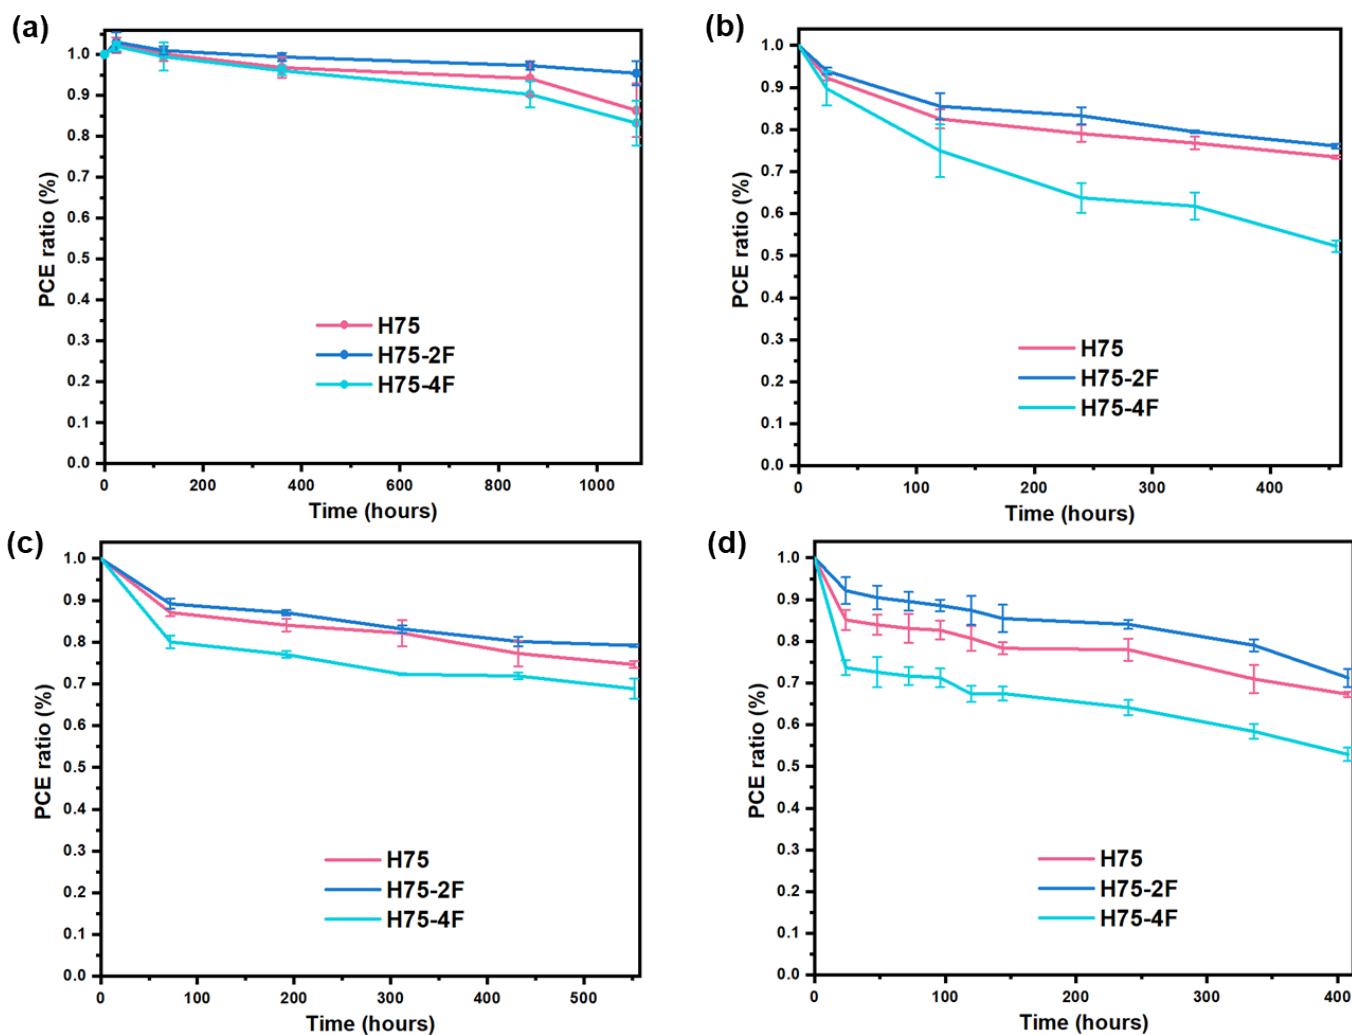 (a)
PCE ratio (%)
1.0
0.9
0.8
0.7
0.6
0.5
0.4
0.3
0.2
0.1
0.0
H75
H75-2F
H75-4F
0 200 400 600 800 1000
Time (hours)
(b)
PCE ratio (%)
1.0
0.9
0.8
0.7
0.6
0.5
0.4
0.3
0.2
0.1
0.0
H75
H75-2F
H75-4F
0 100 200 300 400
Time (hours)
(c)
PCE ratio (%)
1.0
0.9
0.8
0.7
0.6
0.5
0.4
0.3
0.2
0.1
0.0
H75
H75-2F
H75-4F
0 100 200 300 400 500
Time (hours)
(d)
PCE ratio (%)
1.0
0.9
0.8
0.7
0.6
0.5
0.4
0.3
0.2
0.1
0.0
H75
H75-2F
H75-4F
0 100 200 300 400
Time (hours)